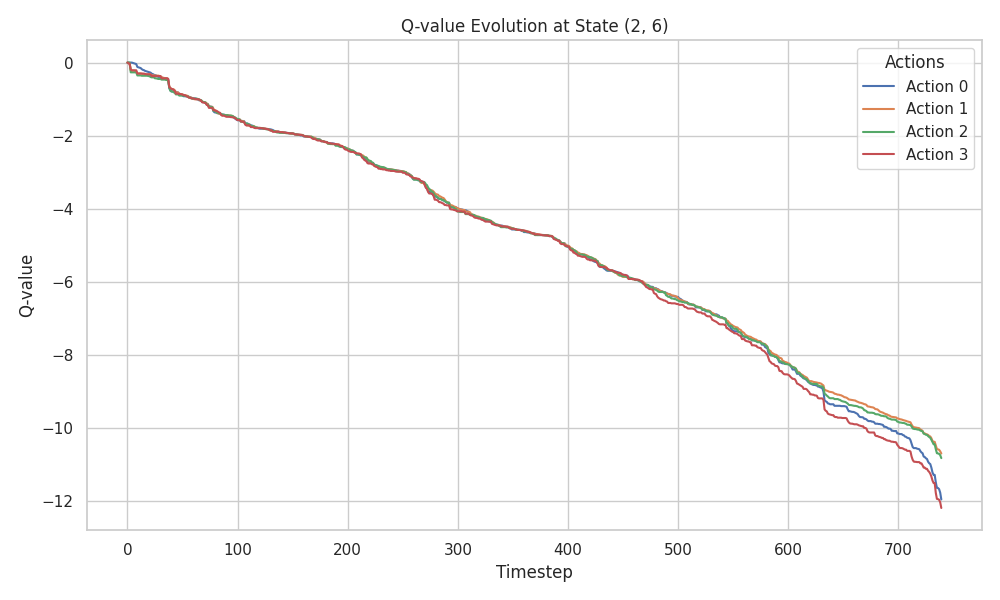 Q-value Evolution at State (2, 6)
Actions
Action 0
Action 1
Action 2
Action 3
Q-value
0
−2
−4
−6
−8
−10
−12
0 100 200 300 400 500 600 700
Timestep